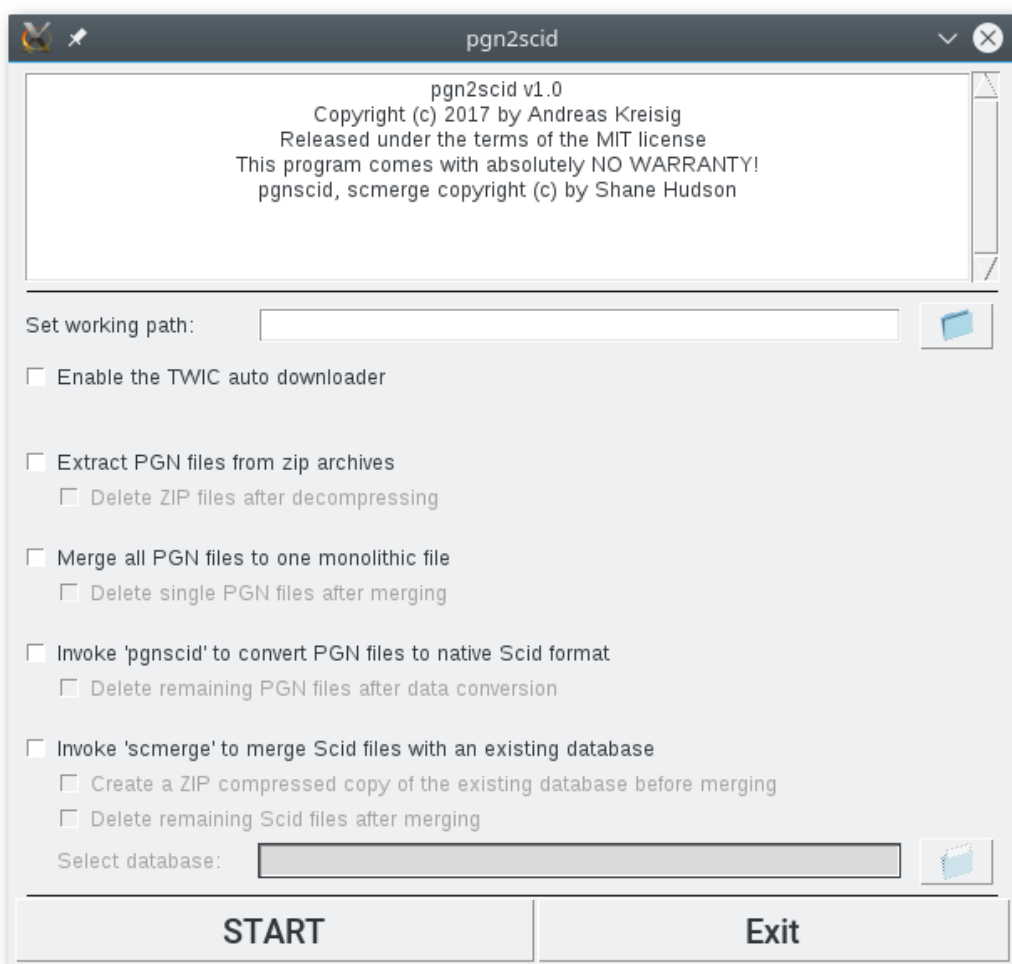 pgn2scid
pgn2scid v1.0
Copyright (c) 2017 by Andreas Kreisig
Released under the terms of the MIT license
This program comes with absolutely NO WARRANTY!
pgnscid, scmerge copyright (c) by Shane Hudson
Set working path:
Enable the TWIC auto downloader
Extract PGN files from zip archives
Delete ZIP files after decompressing
Merge all PGN files to one monolithic file
Delete single PGN files after merging
Invoke 'pgnscid' to convert PGN files to native Scid format
Delete remaining PGN files after data conversion
Invoke 'scmerge' to merge Scid files with an existing database
Create a ZIP compressed copy of the existing database before merging
Delete remaining Scid files after merging
Select database:
START Exit